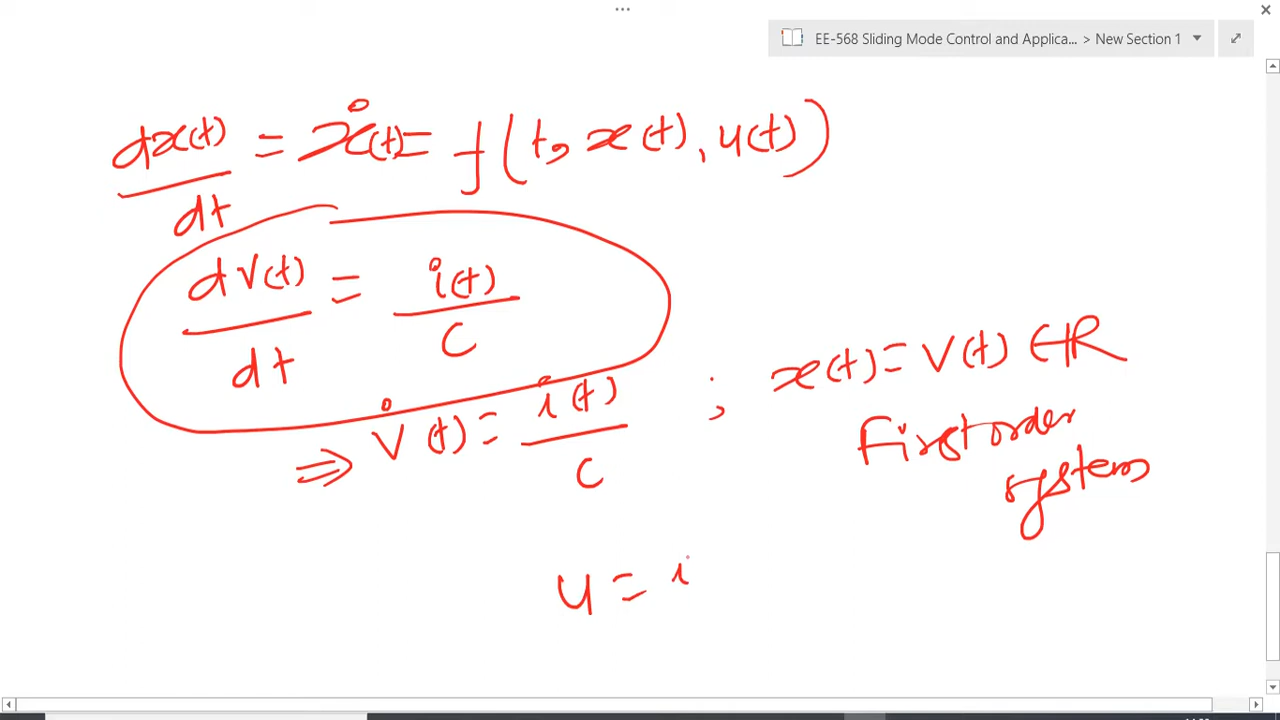 EE-568 Sliding Mode Control and Applica... > New Section 1
dx(t)/dt = ẋ(t) = f(t, x(t), u(t))
dV(t)/dt = i(t)/C
⇒ V̇(t) = i(t)/C ; x(t) = V(t) ∈ ℝ
First order
system
u = i